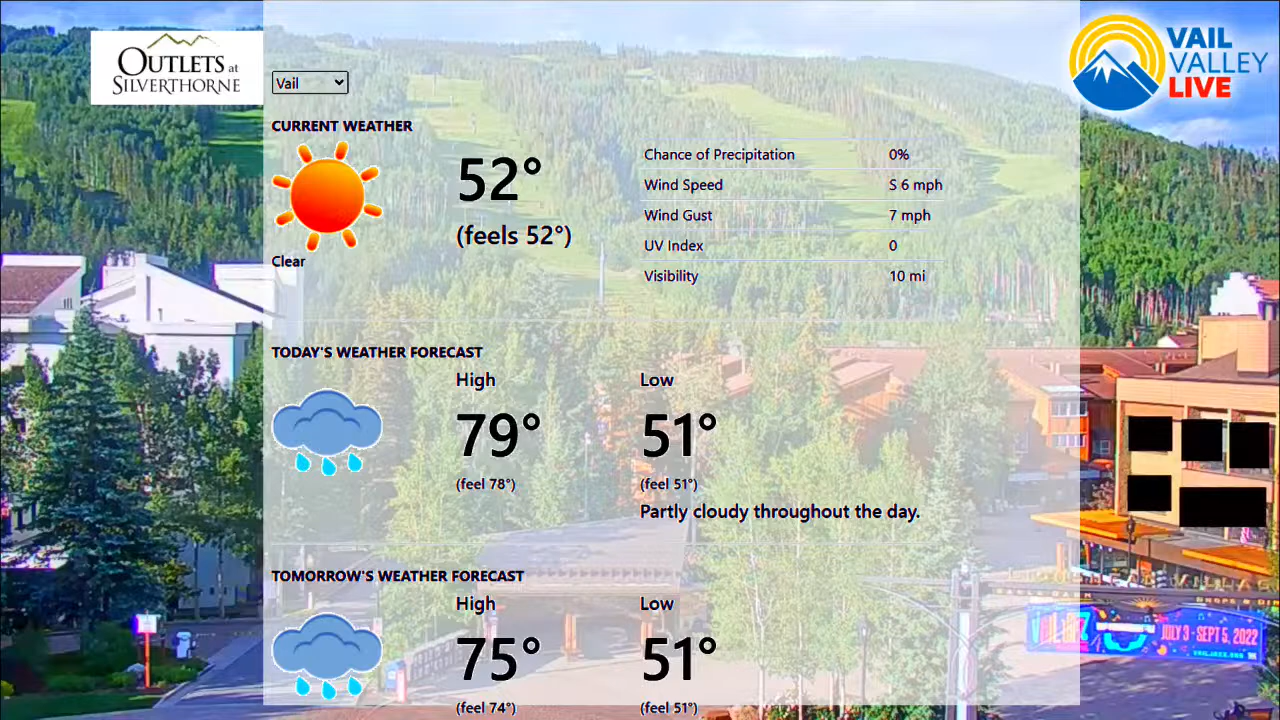 OUTLETS at
SILVERTHORNE
VAIL
VALLEY
LIVE
Vail
CURRENT WEATHER
52°
(feels 52°)
Clear
Chance of Precipitation 0%
Wind Speed S 6 mph
Wind Gust 7 mph
UV Index 0
Visibility 10 mi
TODAY'S WEATHER FORECAST
High Low
79° 51°
(feel 78°) (feel 51°)
Partly cloudy throughout the day.
TOMORROW'S WEATHER FORECAST
High Low
75° 51°
(feel 74°) (feel 51°)
JULY 3 - SEPT 5, 2022